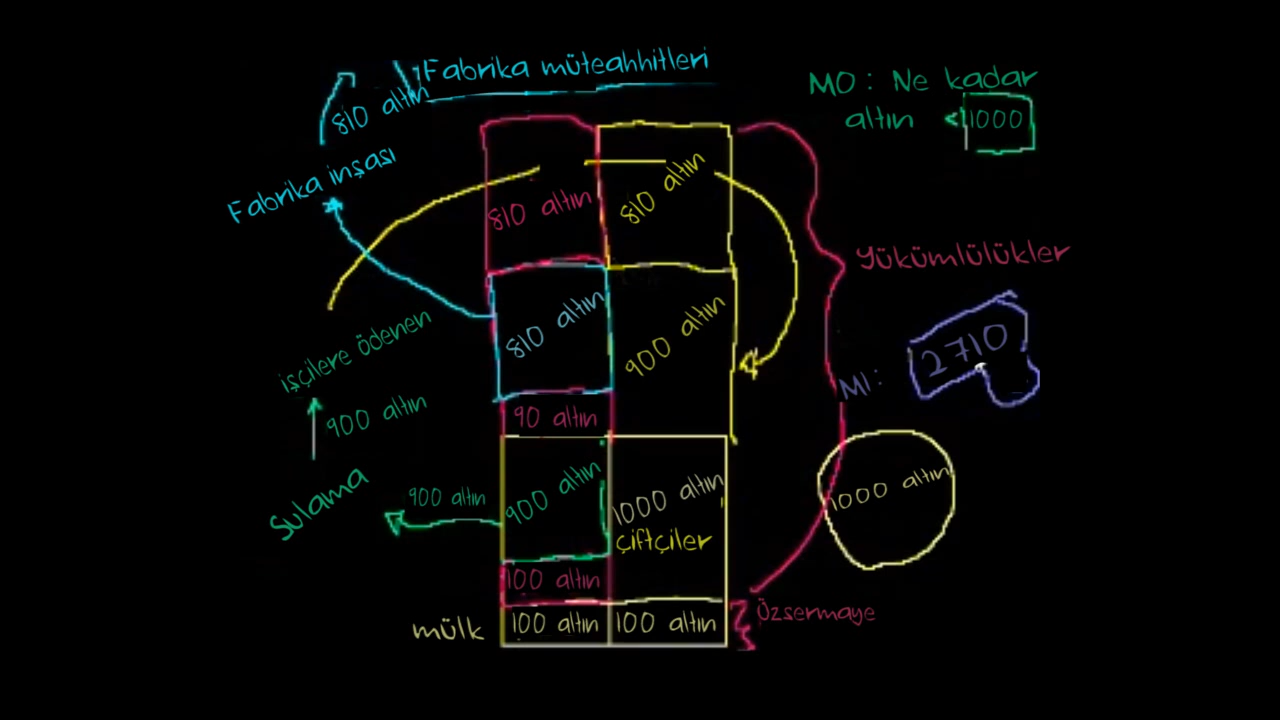 Fabrika müteahhitleri
810 altın
Fabrika inşası
MO: Ne kadar
altın <1000
810 altın
810 altın
Yükümlülükler
810 altın
900 altın
işçilere ödenen
900 altın
M1: 2710
90 altın
Sulama
900 altın
900 altın
1000 altın
çiftçiler
1000 altın
100 altın
mülk
100 altın
100 altın
Üzsermaye